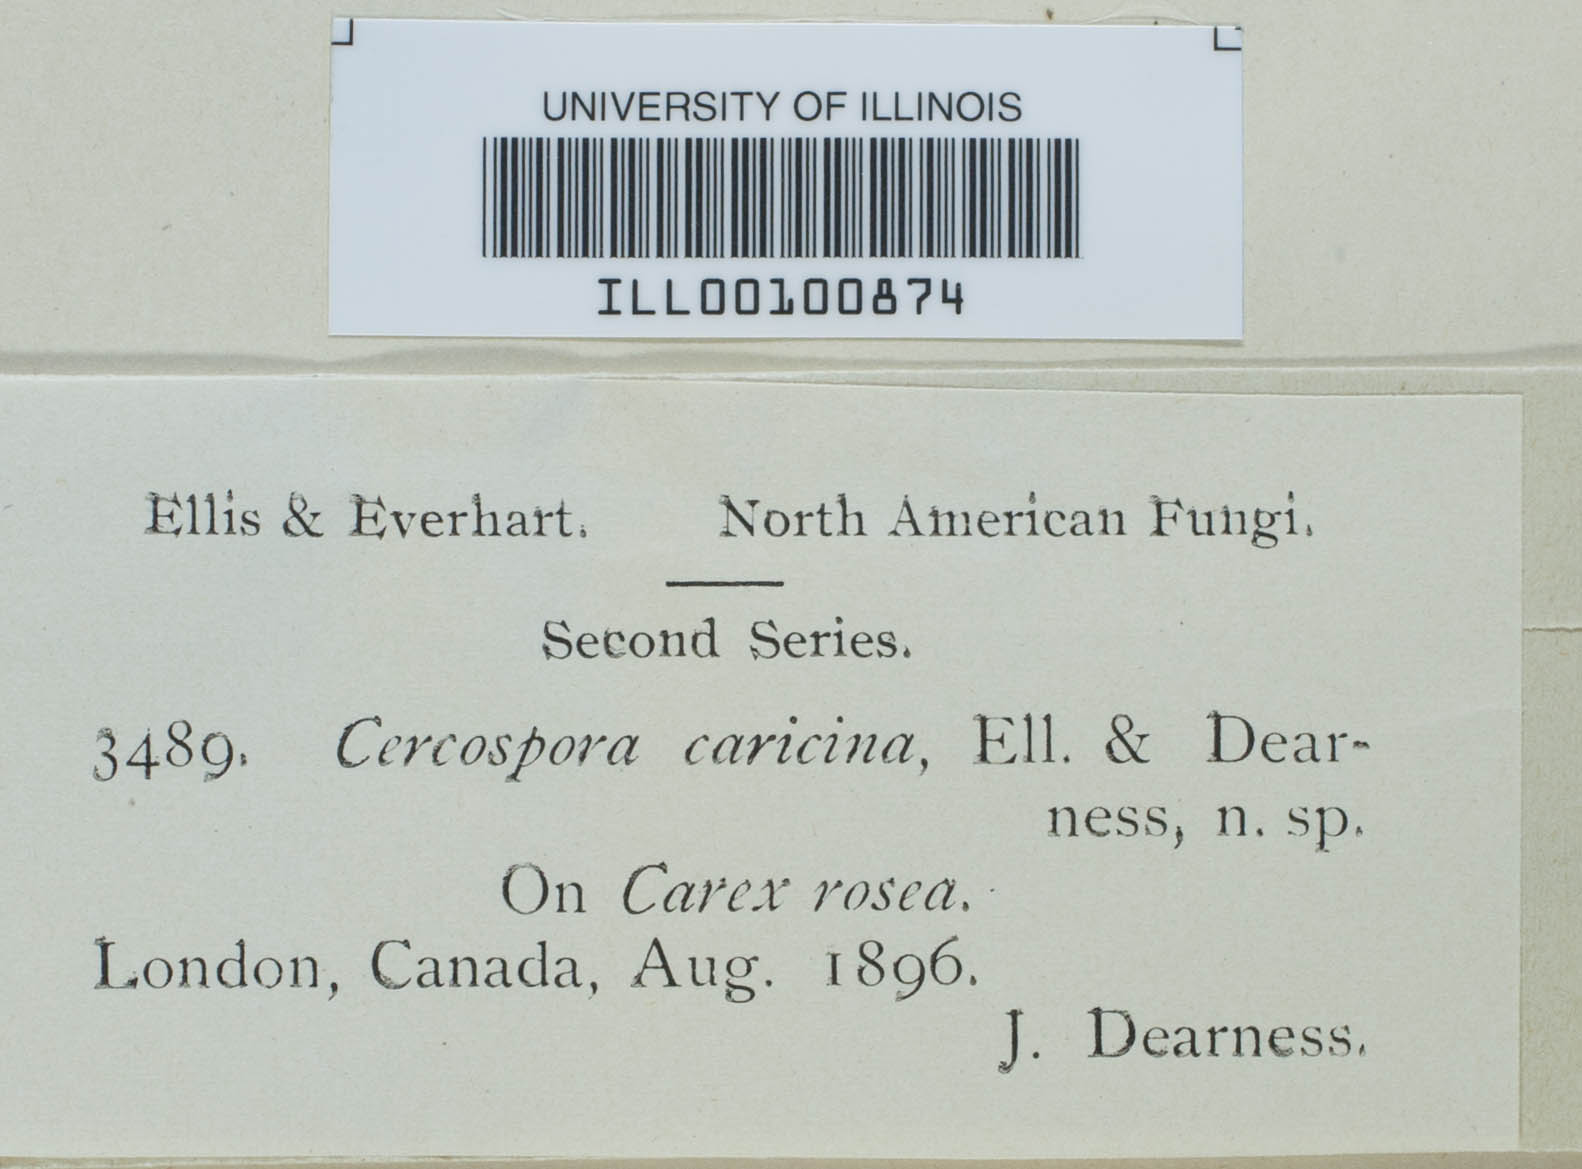 UNIVERSITY OF ILLINOIS
ILL00100874
Ellis & Everhart. North American Fungi.
Second Series.
3489. Cercospora caricina, Ell. & Dear-
ness, n. sp.
On Carex rosea.
London, Canada, Aug. 1896.
J. Dearness.